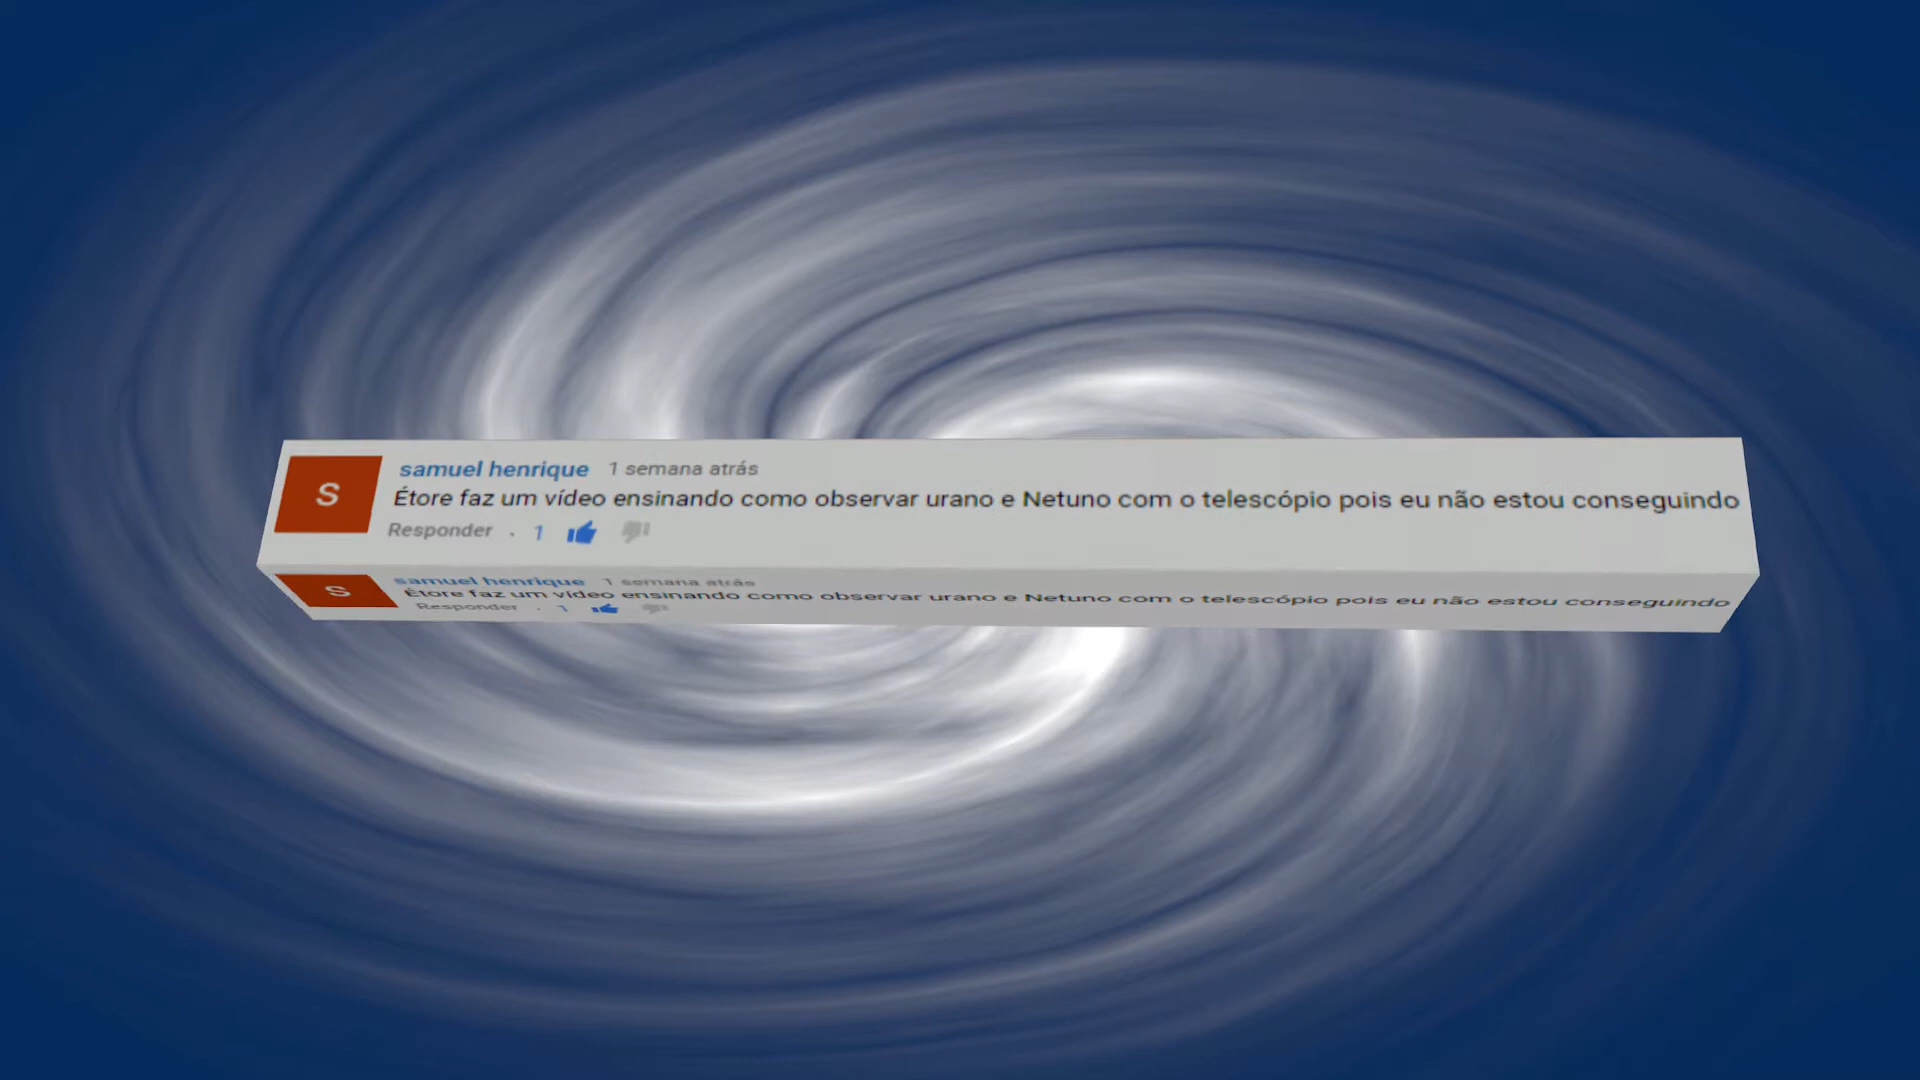 S
samuel henrique 1 semana atrás
Étore faz um vídeo ensinando como observar urano e Netuno com o telescópio pois eu não estou conseguindo
Responder . 1
S
samuel henrique 1 semana atrás
Étore faz um vídeo ensinando como observar urano e Netuno com o telescópio pois eu não estou conseguindo
Responder . 1